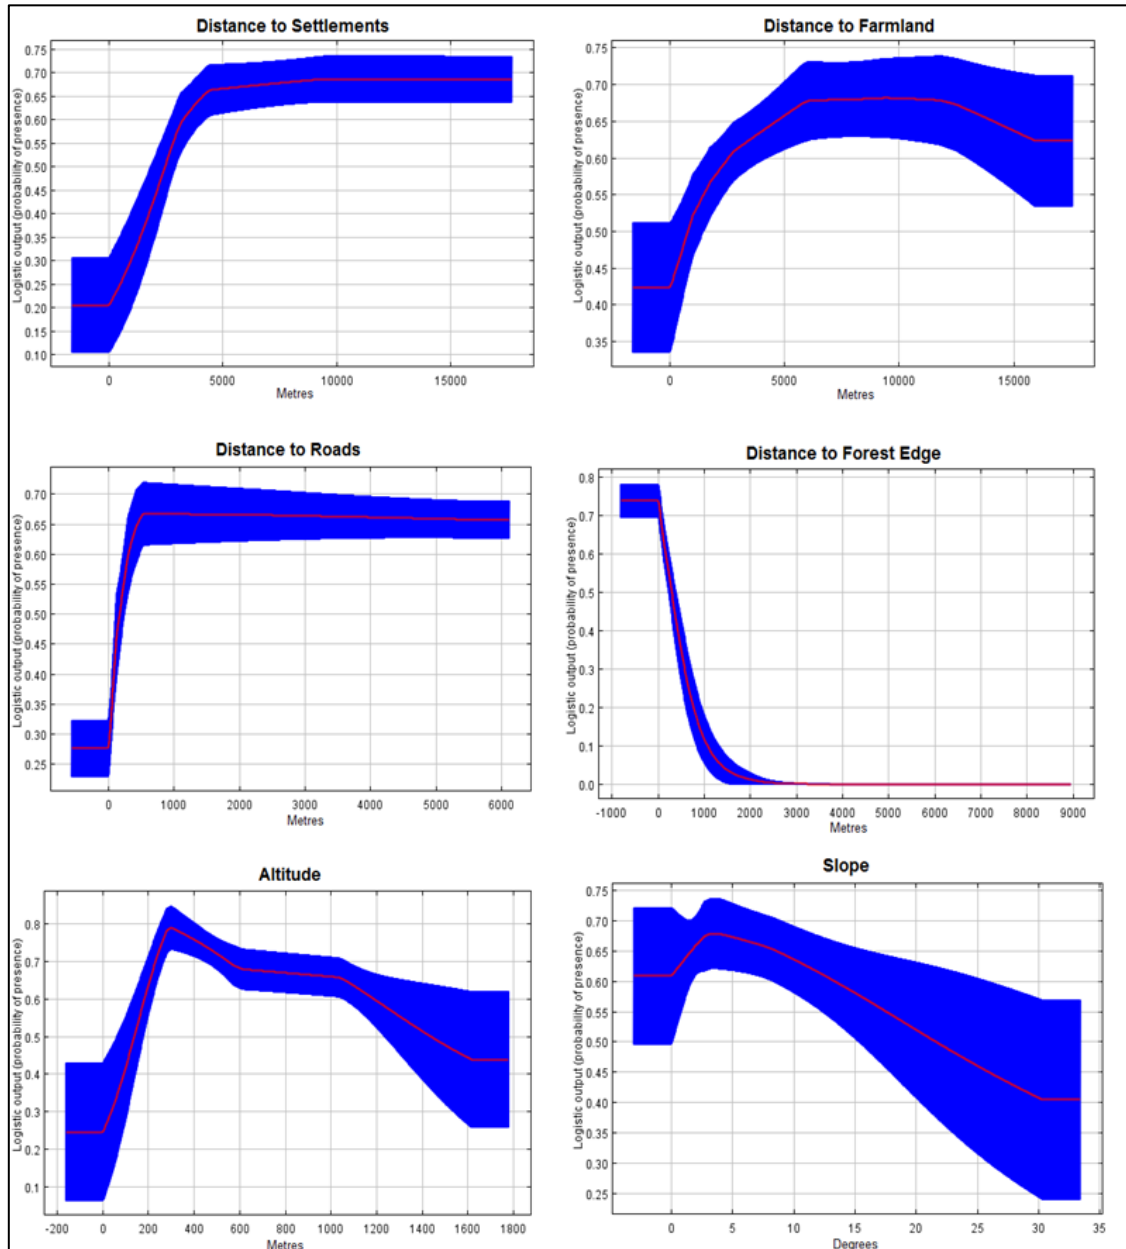 Distance to Settlements
Logistic output (probability of presence)
0.75
0.70
0.65
0.60
0.55
0.50
0.45
0.40
0.35
0.30
0.25
0.20
0.15
0.10
0 5000 10000 15000
Metres
Distance to Farmland
Logistic output (probability of presence)
0.75
0.70
0.65
0.60
0.55
0.50
0.45
0.40
0.35
0 5000 10000 15000
Metres
Distance to Roads
Logistic output (probability of presence)
0.70
0.65
0.60
0.55
0.50
0.45
0.40
0.35
0.30
0.25
0 1000 2000 3000 4000 5000 6000
Metres
Distance to Forest Edge
Logistic output (probability of presence)
0.8
0.7
0.6
0.5
0.4
0.3
0.2
0.1
0.0
-1000 0 1000 2000 3000 4000 5000 6000 7000 8000 9000
Metres
Altitude
Logistic output (probability of presence)
0.8
0.7
0.6
0.5
0.4
0.3
0.2
0.1
-200 0 200 400 600 800 1000 1200 1400 1600 1800
Metres
Slope
Logistic output (probability of presence)
0.75
0.70
0.65
0.60
0.55
0.50
0.45
0.40
0.35
0.30
0.25
0 5 10 15 20 25 30 35
Degrees